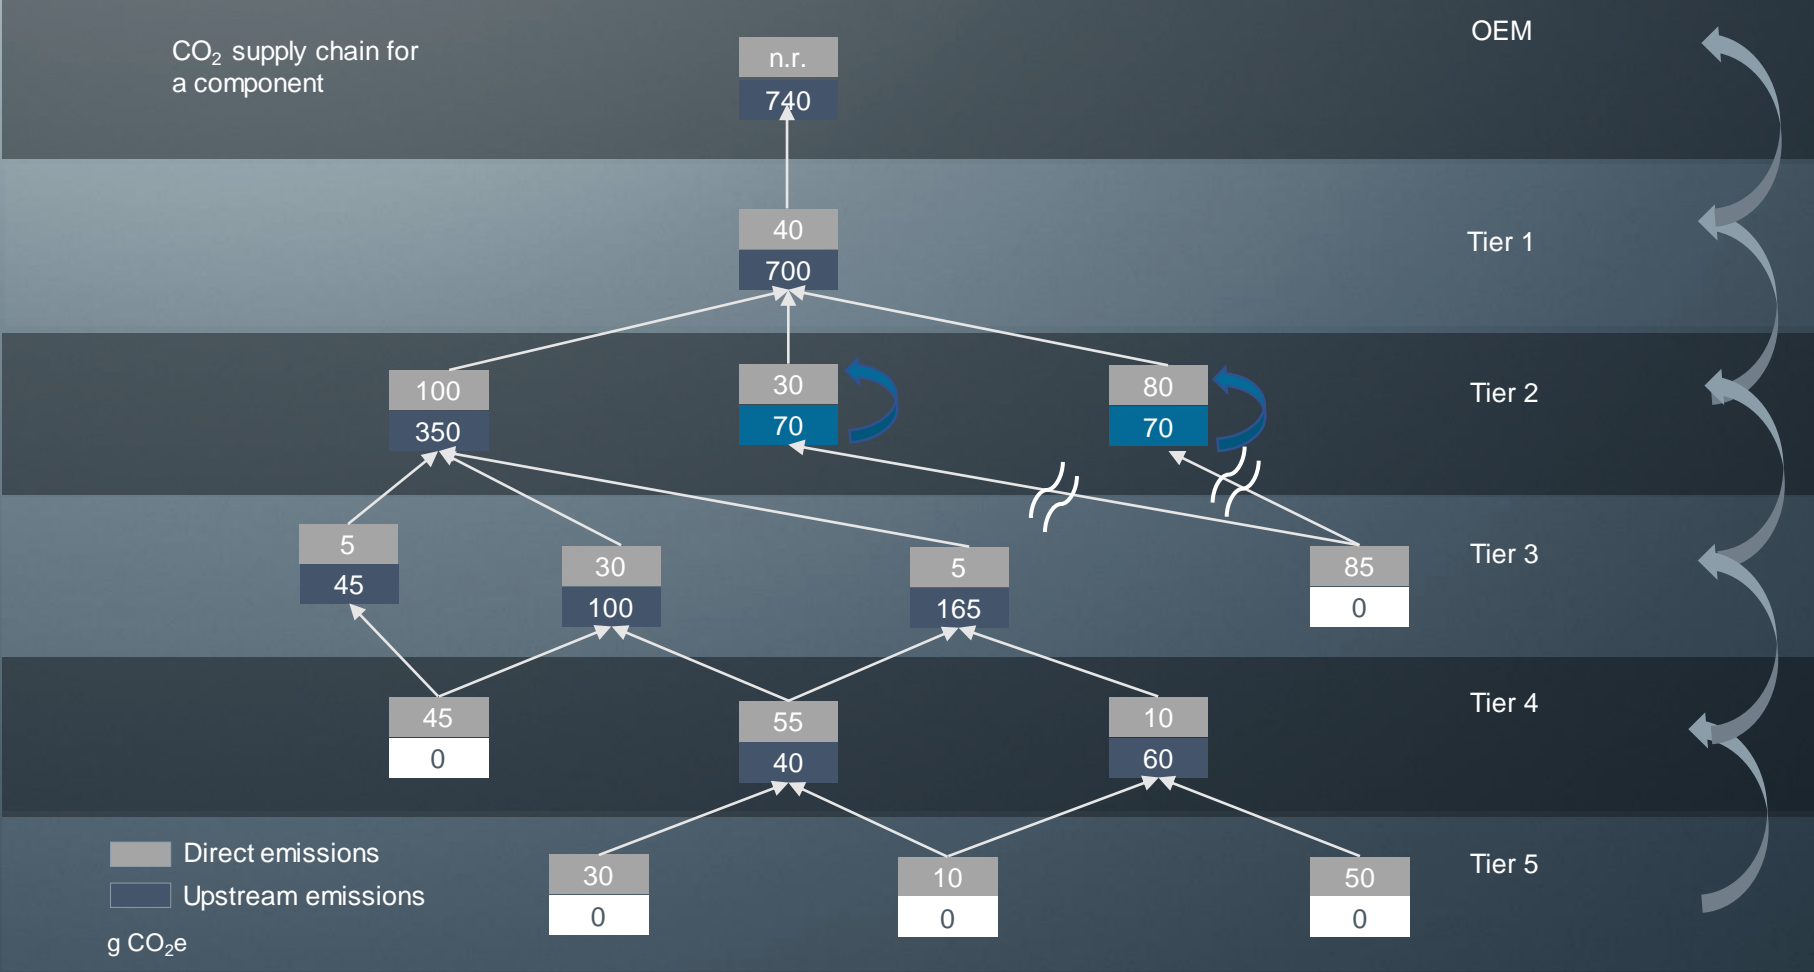 OEM
CO₂ supply chain for
a component
n.r.
740
40
700
Tier 1
100
350
30
70
80
70
Tier 2
5
45
30
100
5
165
85
0
Tier 3
45
0
55
40
10
60
Tier 4
Direct emissions
Upstream emissions
g CO₂e
30
0
10
0
50
0
Tier 5